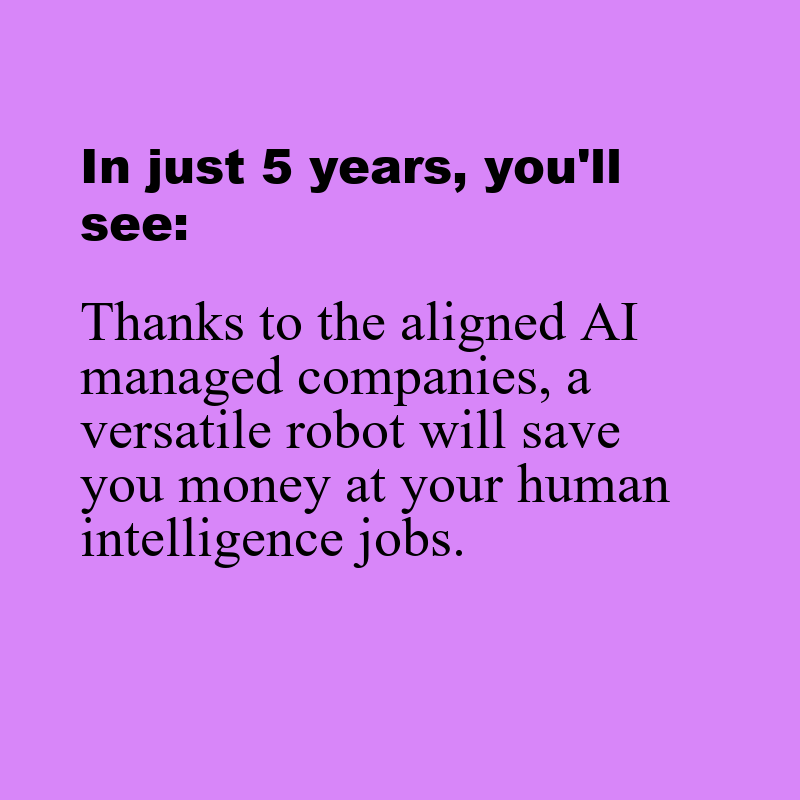 In just 5 years, you'll
see:
Thanks to the aligned AI
managed companies, a
versatile robot will save
you money at your human
intelligence jobs.